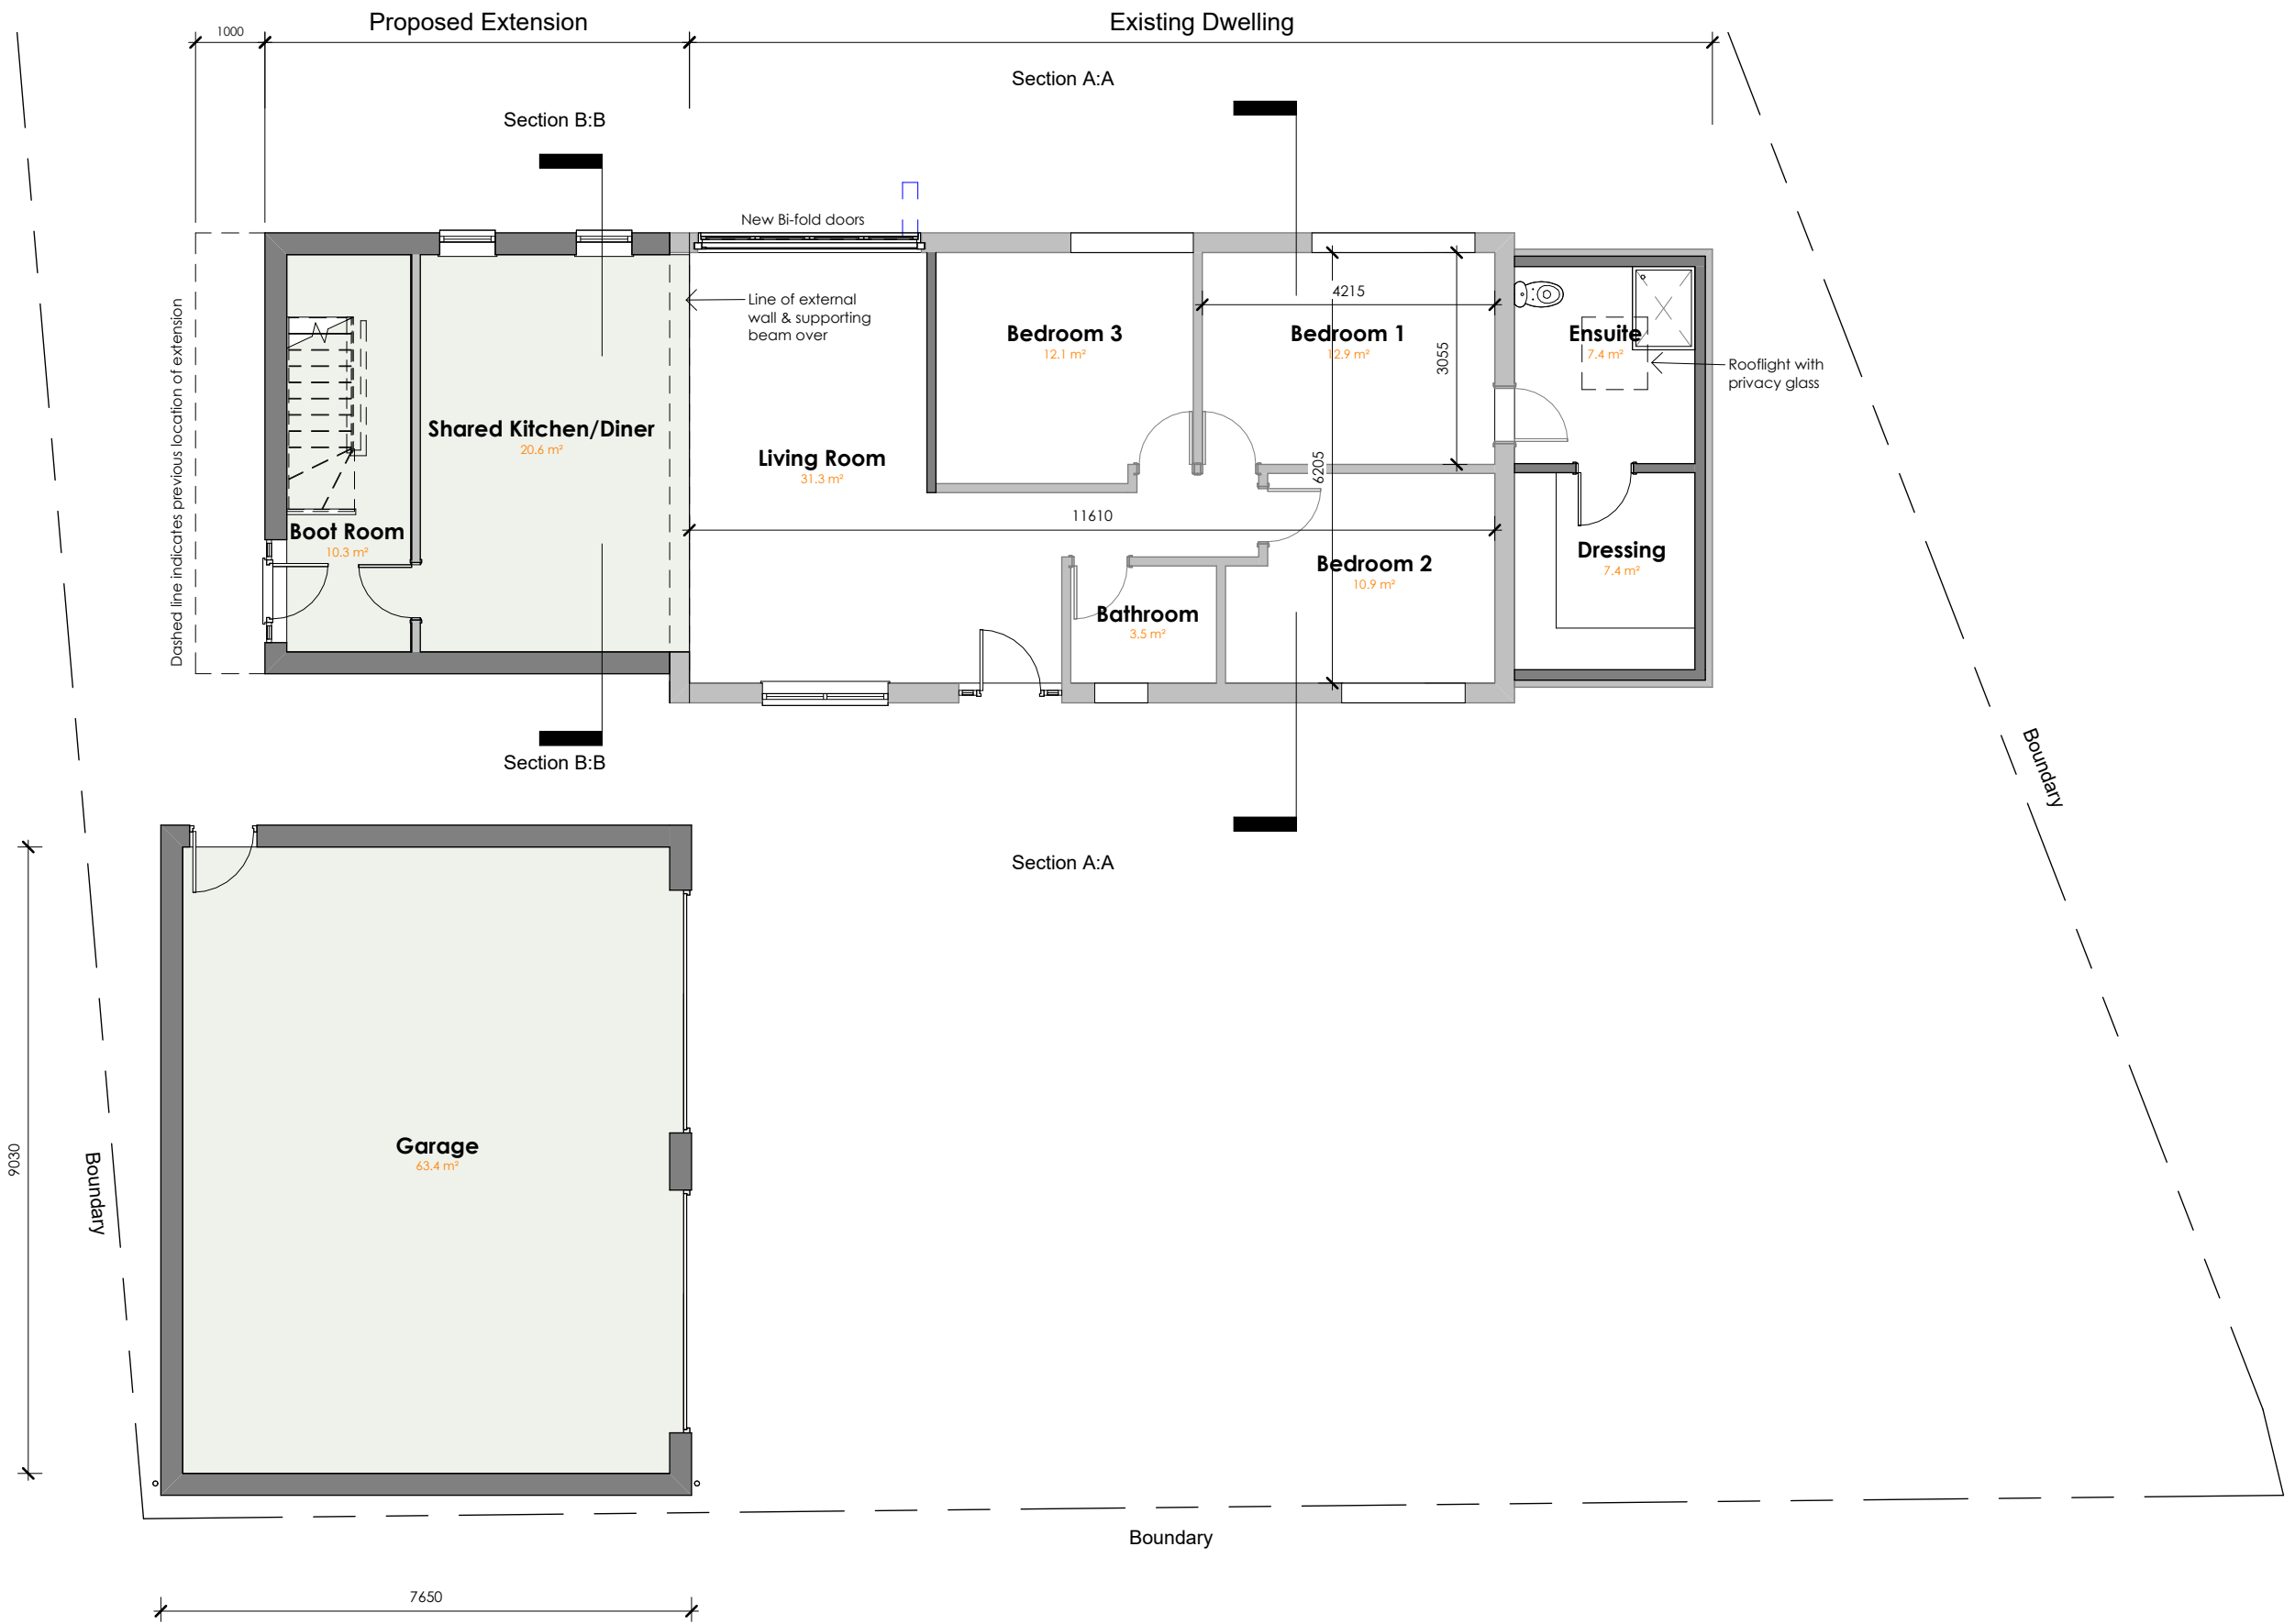 Proposed Extension
Existing Dwelling
1000
Section A:A
Section B:B
New Bi-fold doors
Line of external
wall & supporting
beam over
4215
Bedroom 3
12.1 m²
Bedroom 1
12.9 m²
3055
Ensuite
7.4 m²
Rooflight with
privacy glass
Dashed line indicates previous location of extension
Shared Kitchen/Diner
20.6 m²
Living Room
31.3 m²
6205
Boot Room
10.3 m²
11610
Bedroom 2
10.9 m²
Dressing
7.4 m²
Bathroom
3.5 m²
Section B:B
Boundary
Section A:A
Garage
63.4 m²
9030
Boundary
Boundary
7650